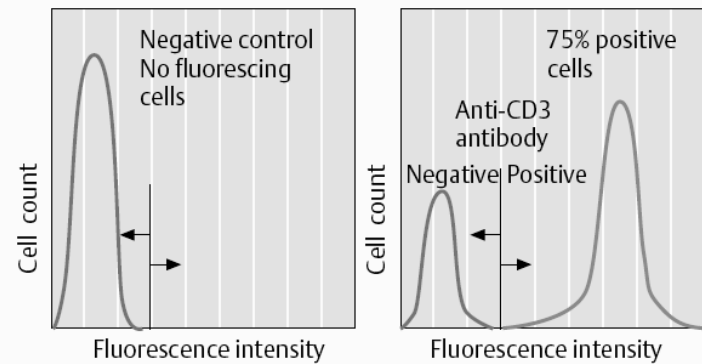 Negative control
No fluorescing
cells
Cell count
Fluorescence intensity
75% positive
cells
Anti-CD3
antibody
Negative Positive
Cell count
Fluorescence intensity